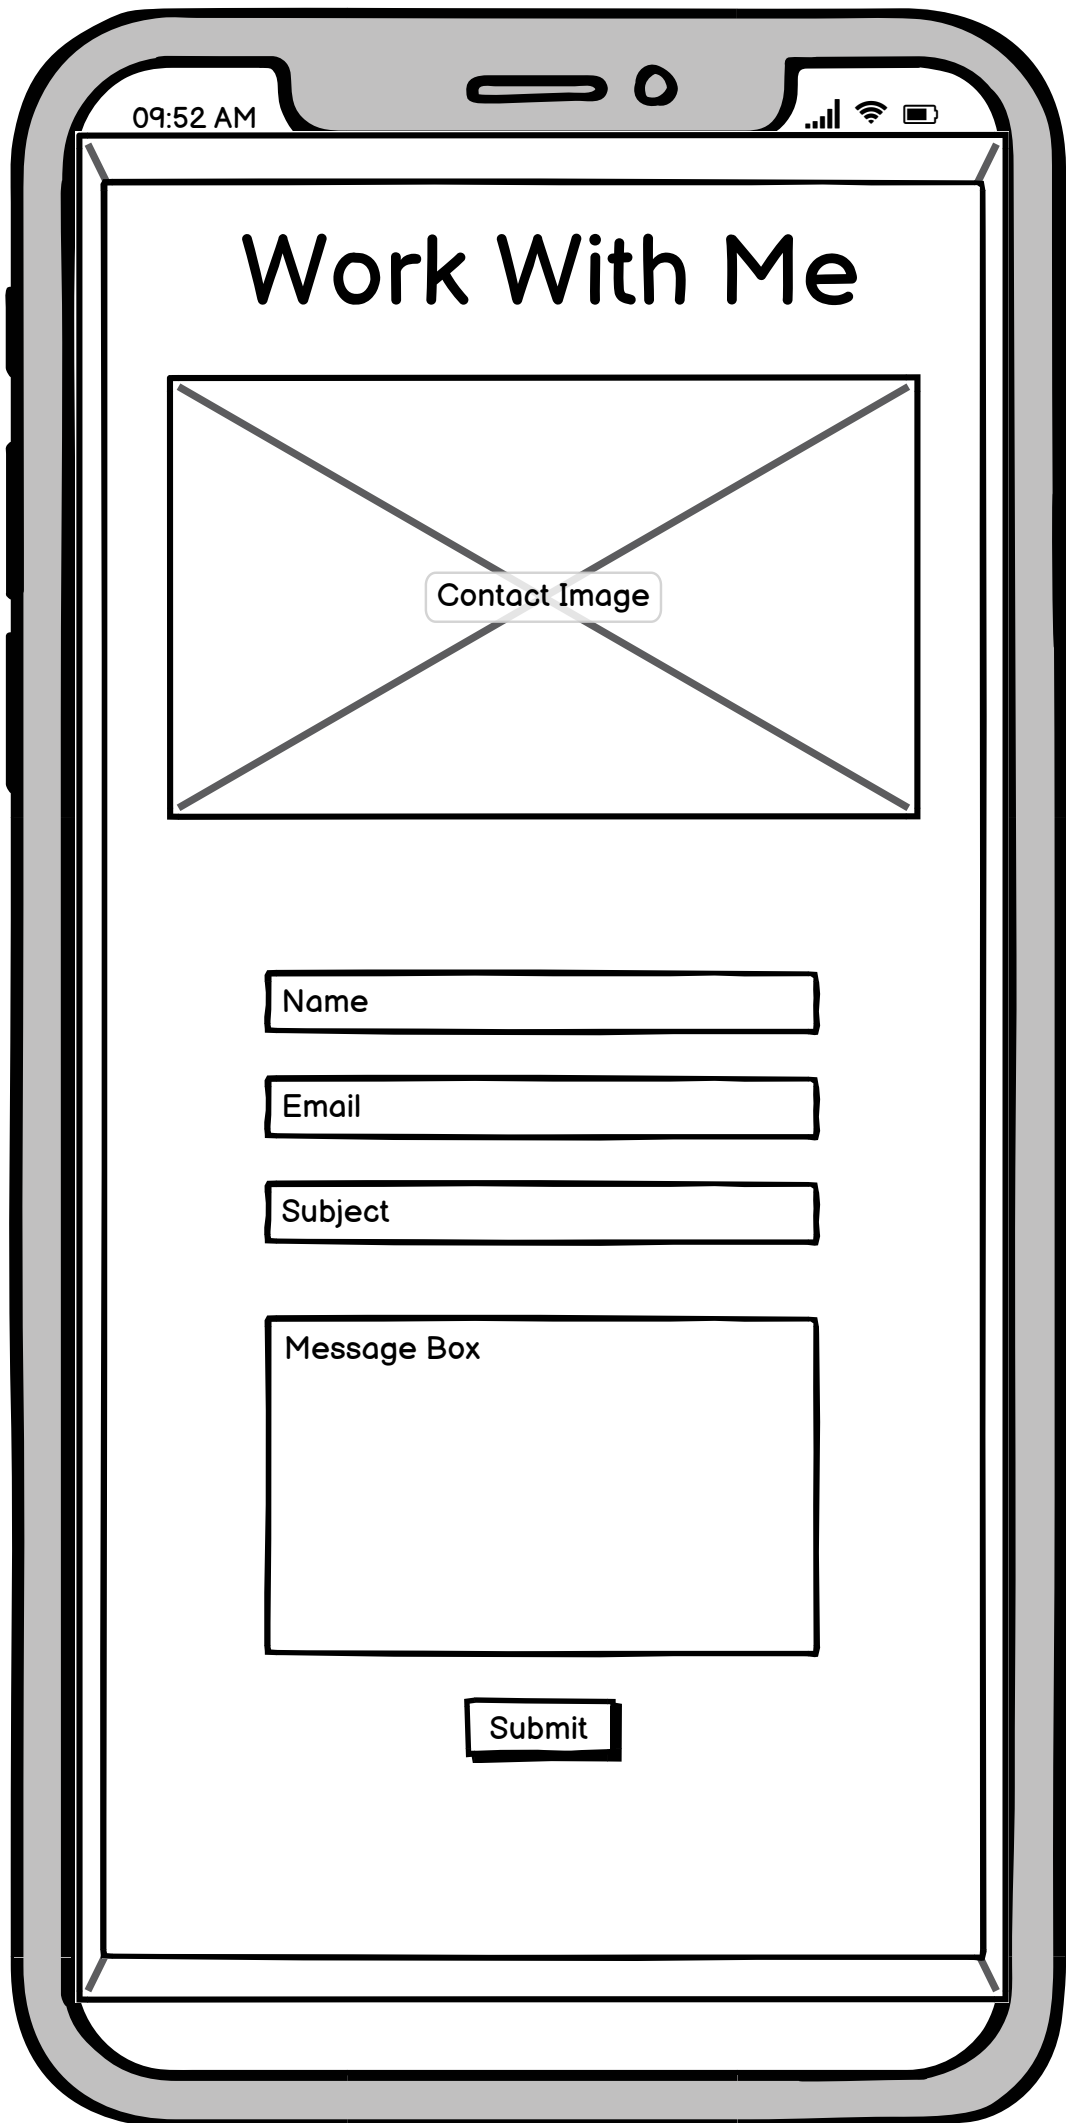 09:52 AM
Work With Me
Contact Image
Name
Email
Subject
Message Box
Submit